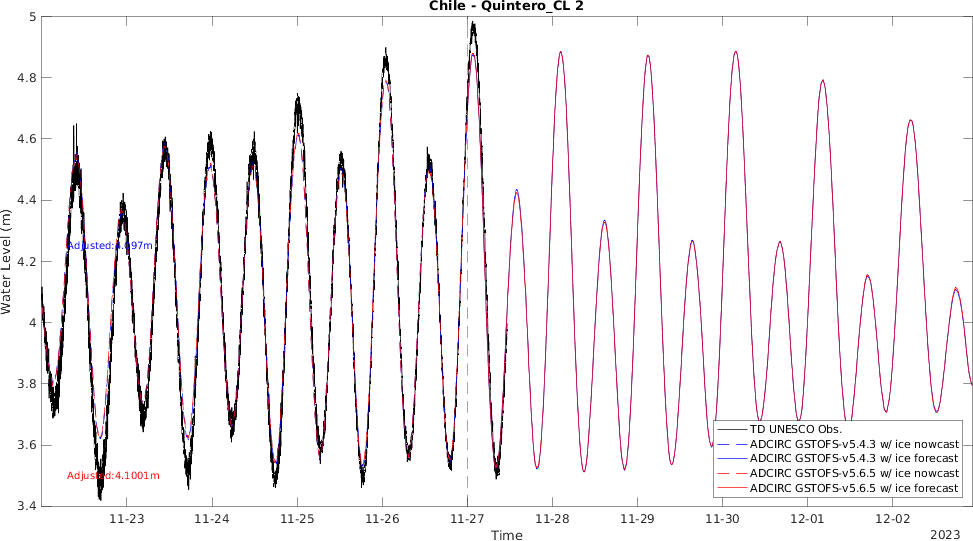 Chile - Quintero_CL 2
5
4.8
4.6
4.4
4.2
4
3.8
3.6
3.4
Water Level (m)
Adjusted:4.097m
Adjusted:4.1001m
TD UNESCO Obs.
ADCIRC GSTOFS-v5.4.3 w/ ice nowcast
ADCIRC GSTOFS-v5.4.3 w/ ice forecast
ADCIRC GSTOFS-v5.6.5 w/ ice nowcast
ADCIRC GSTOFS-v5.6.5 w/ ice forecast
11-23 11-24 11-25 11-26 11-27 11-28 11-29 11-30 12-01 12-02
Time
2023